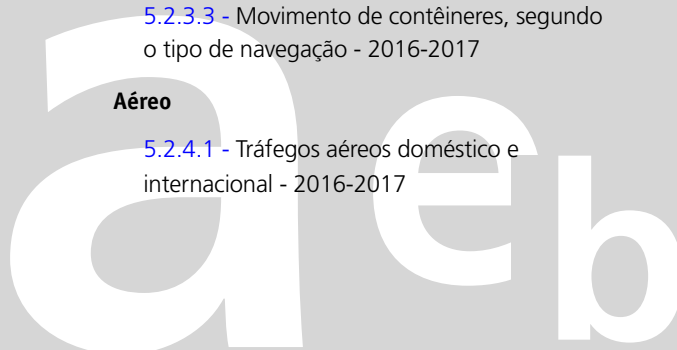 5.2.3.3 - Movimento de contêineres, segundo
o tipo de navegação - 2016-2017
Aéreo
5.2.4.1 - Tráfegos aéreos doméstico e
internacional - 2016-2017
a e b